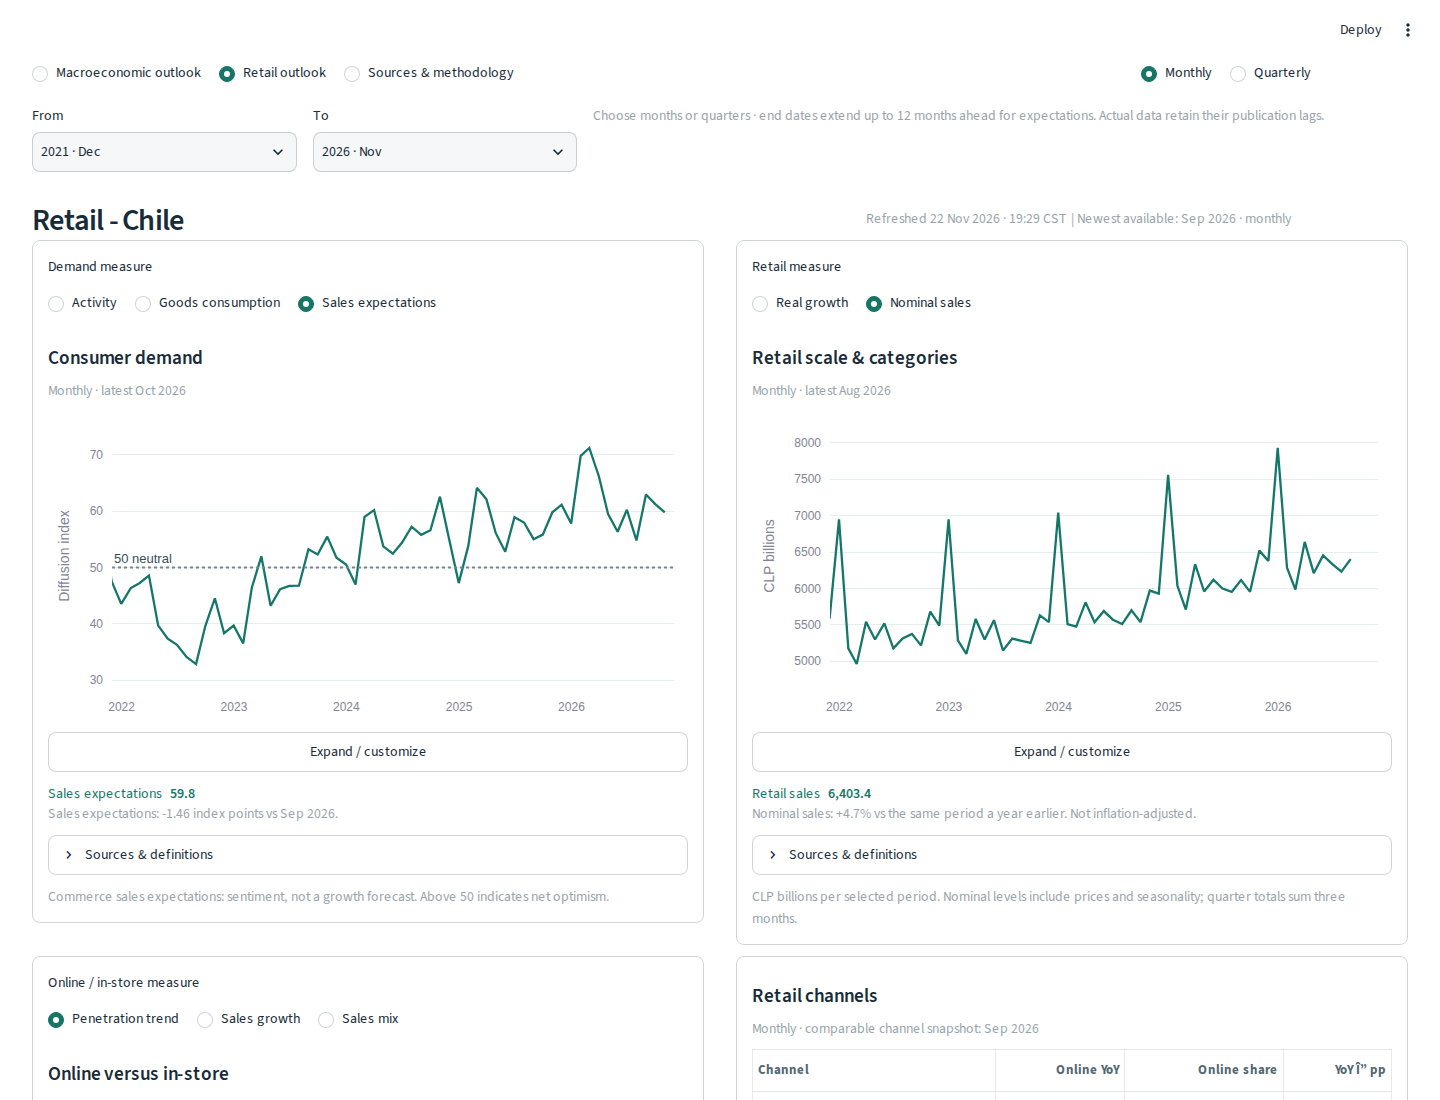 Deploy
Macroeconomic outlook Retail outlook Sources & methodology Monthly Quarterly
From To Choose months or quarters · end dates extend up to 12 months ahead for expectations. Actual data retain their publication lags.
2021 · Dec 2026 · Nov
Retail - Chile Refreshed 22 Nov 2026 · 19:29 CST | Newest available: Sep 2026 · monthly
Demand measure
Activity Goods consumption Sales expectations
Consumer demand
Monthly · latest Oct 2026
Diffusion index
70
60
50
40
30
50 neutral
2022 2023 2024 2025 2026
Expand / customize
Sales expectations 59.8
Sales expectations: -1.46 index points vs Sep 2026.
Sources & definitions
Commerce sales expectations: sentiment, not a growth forecast. Above 50 indicates net optimism.
Retail measure
Real growth Nominal sales
Retail scale & categories
Monthly · latest Aug 2026
CLP billions
8000
7500
7000
6500
6000
5500
5000
2022 2023 2024 2025 2026
Expand / customize
Retail sales 6,403.4
Nominal sales: +4.7% vs the same period a year earlier. Not inflation-adjusted.
Sources & definitions
CLP billions per selected period. Nominal levels include prices and seasonality; quarter totals sum three
months.
Online / in-store measure
Penetration trend Sales growth Sales mix
Online versus in-store
Retail channels
Monthly · comparable channel snapshot: Sep 2026
Channel Online YoY Online share YoY Î” pp